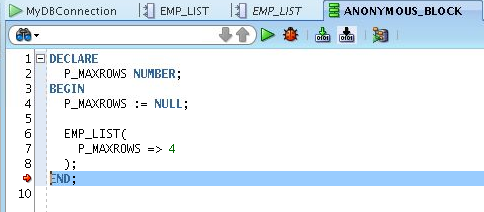 MyDBConnection EMP_LIST EMP_LIST ANONYMOUS_BLOCK
1 DECLARE
2 P_MAXROWS NUMBER;
3 BEGIN
4 P_MAXROWS := NULL;
5
6 EMP_LIST(
7 P_MAXROWS => 4
8 );
END;
10